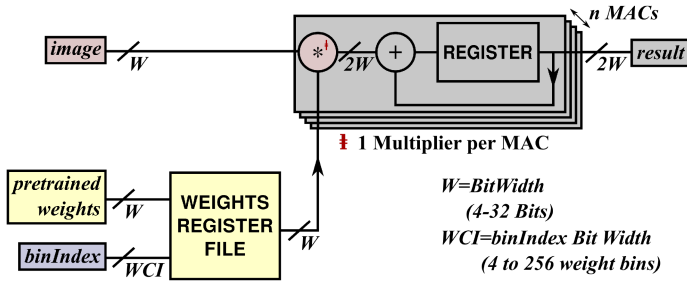 n MACs
image
W
*ƚ
2W
+
REGISTER
2W
result
ƚ 1 Multiplier per MAC
pretrained
weights
W
WEIGHTS
REGISTER
FILE
W
binIndex
WCI
W=BitWidth
(4-32 Bits)
WCI=binIndex Bit Width
(4 to 256 weight bins)